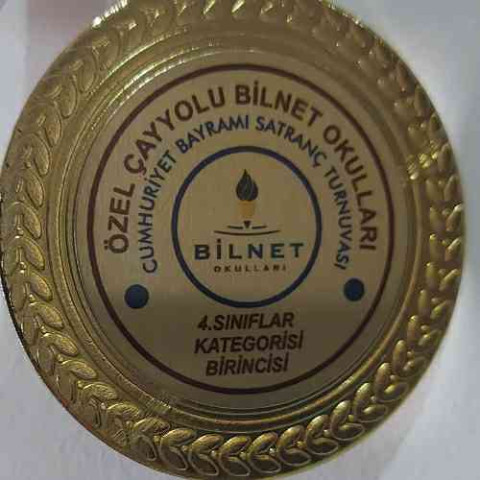 ÖZEL ÇAYYOLU BİLNET OKULLARI
CUMHURİYET BAYRAMI SATRANÇ TURNUVASI
BİLNET
OKULLARI
4.SINIFLAR
KATEGORİSİ
BİRİNCİSİ